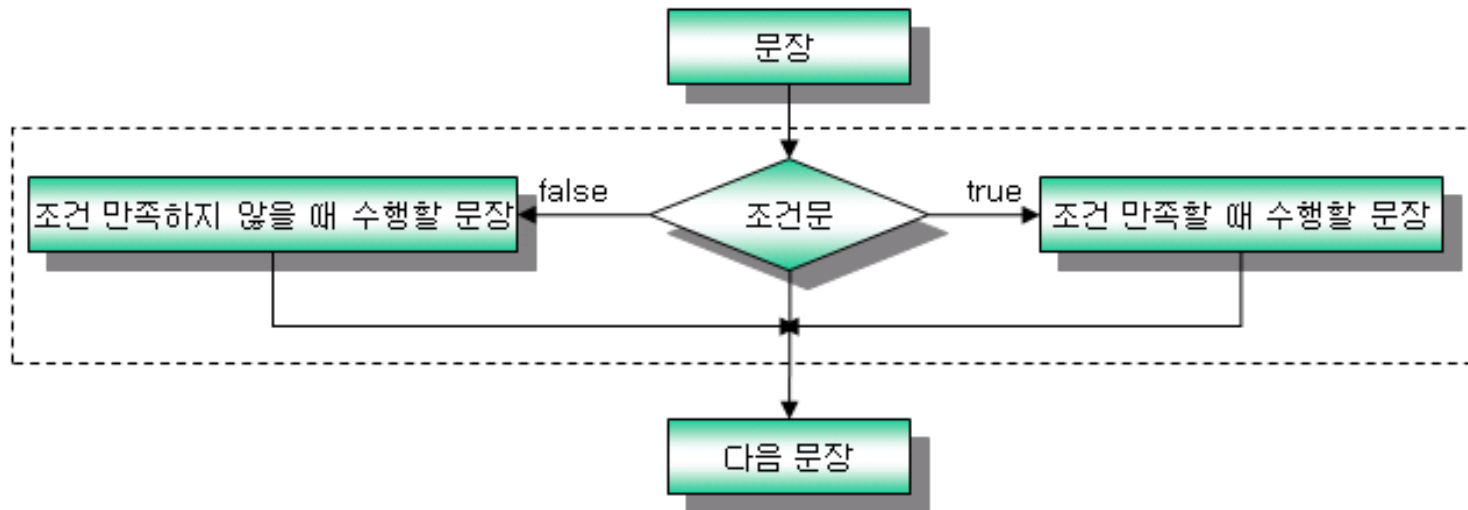 문장
false
true
조건 만족하지 않을 때 수행할 문장
조건문
조건 만족할 때 수행할 문장
다음 문장